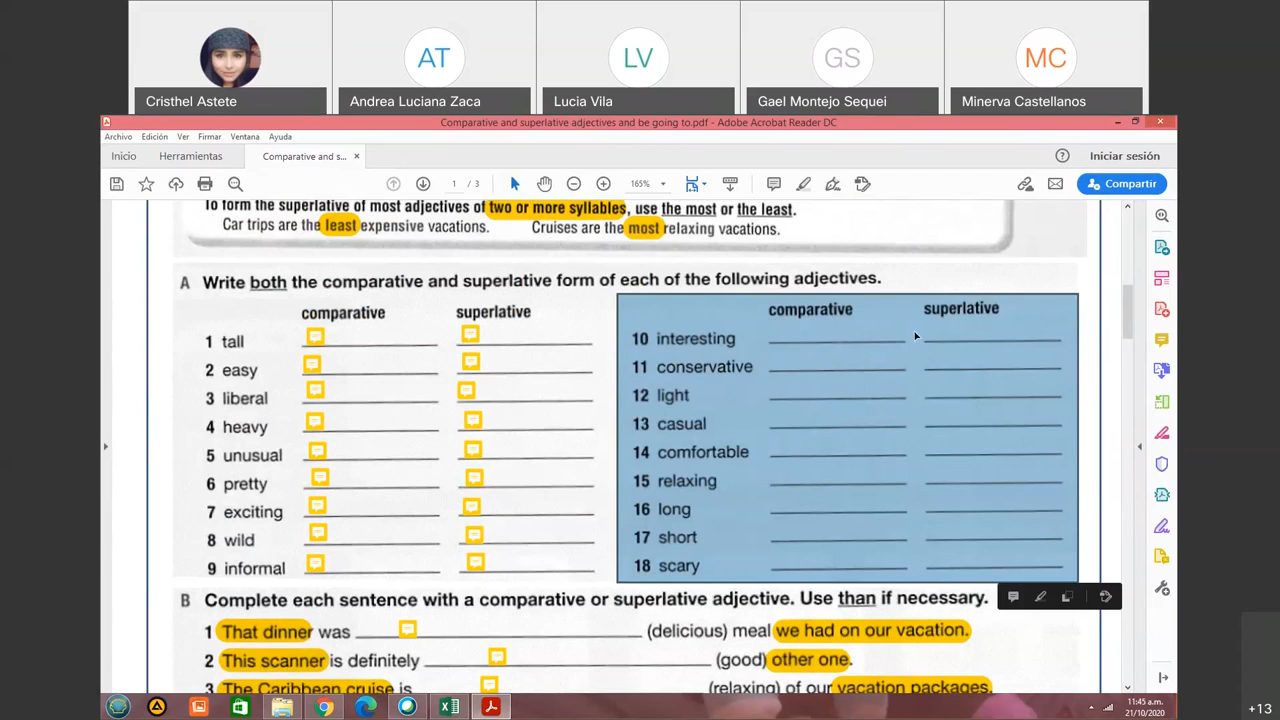 AT
LV
GS
MC
Cristhel Astete
Andrea Luciana Zaca
Lucia Vila
Gael Montejo Sequei
Minerva Castellanos
Comparative and superlative adjectives and be going to.pdf - Adobe Acrobat Reader DC
Archivo Edición Ver Firmar Ventana Ayuda
Inicio Herramientas Comparative and s... × Iniciar sesión
1 / 3 165% Compartir
To form the superlative of most adjectives of two or more syllables, use the most or the least.
Car trips are the least expensive vacations. Cruises are the most relaxing vacations.
A Write both the comparative and superlative form of each of the following adjectives.
comparative superlative
1 tall
2 easy
3 liberal
4 heavy
5 unusual
6 pretty
7 exciting
8 wild
9 informal
comparative superlative
10 interesting
11 conservative
12 light
13 casual
14 comfortable
15 relaxing
16 long
17 short
18 scary
B Complete each sentence with a comparative or superlative adjective. Use than if necessary.
1 That dinner was (delicious) meal we had on our vacation.
2 This scanner is definitely (good) other one.
3 The Caribbean cruise is (relaxing) of our vacation packages.
11:45 a.m.
21/10/2020
+13